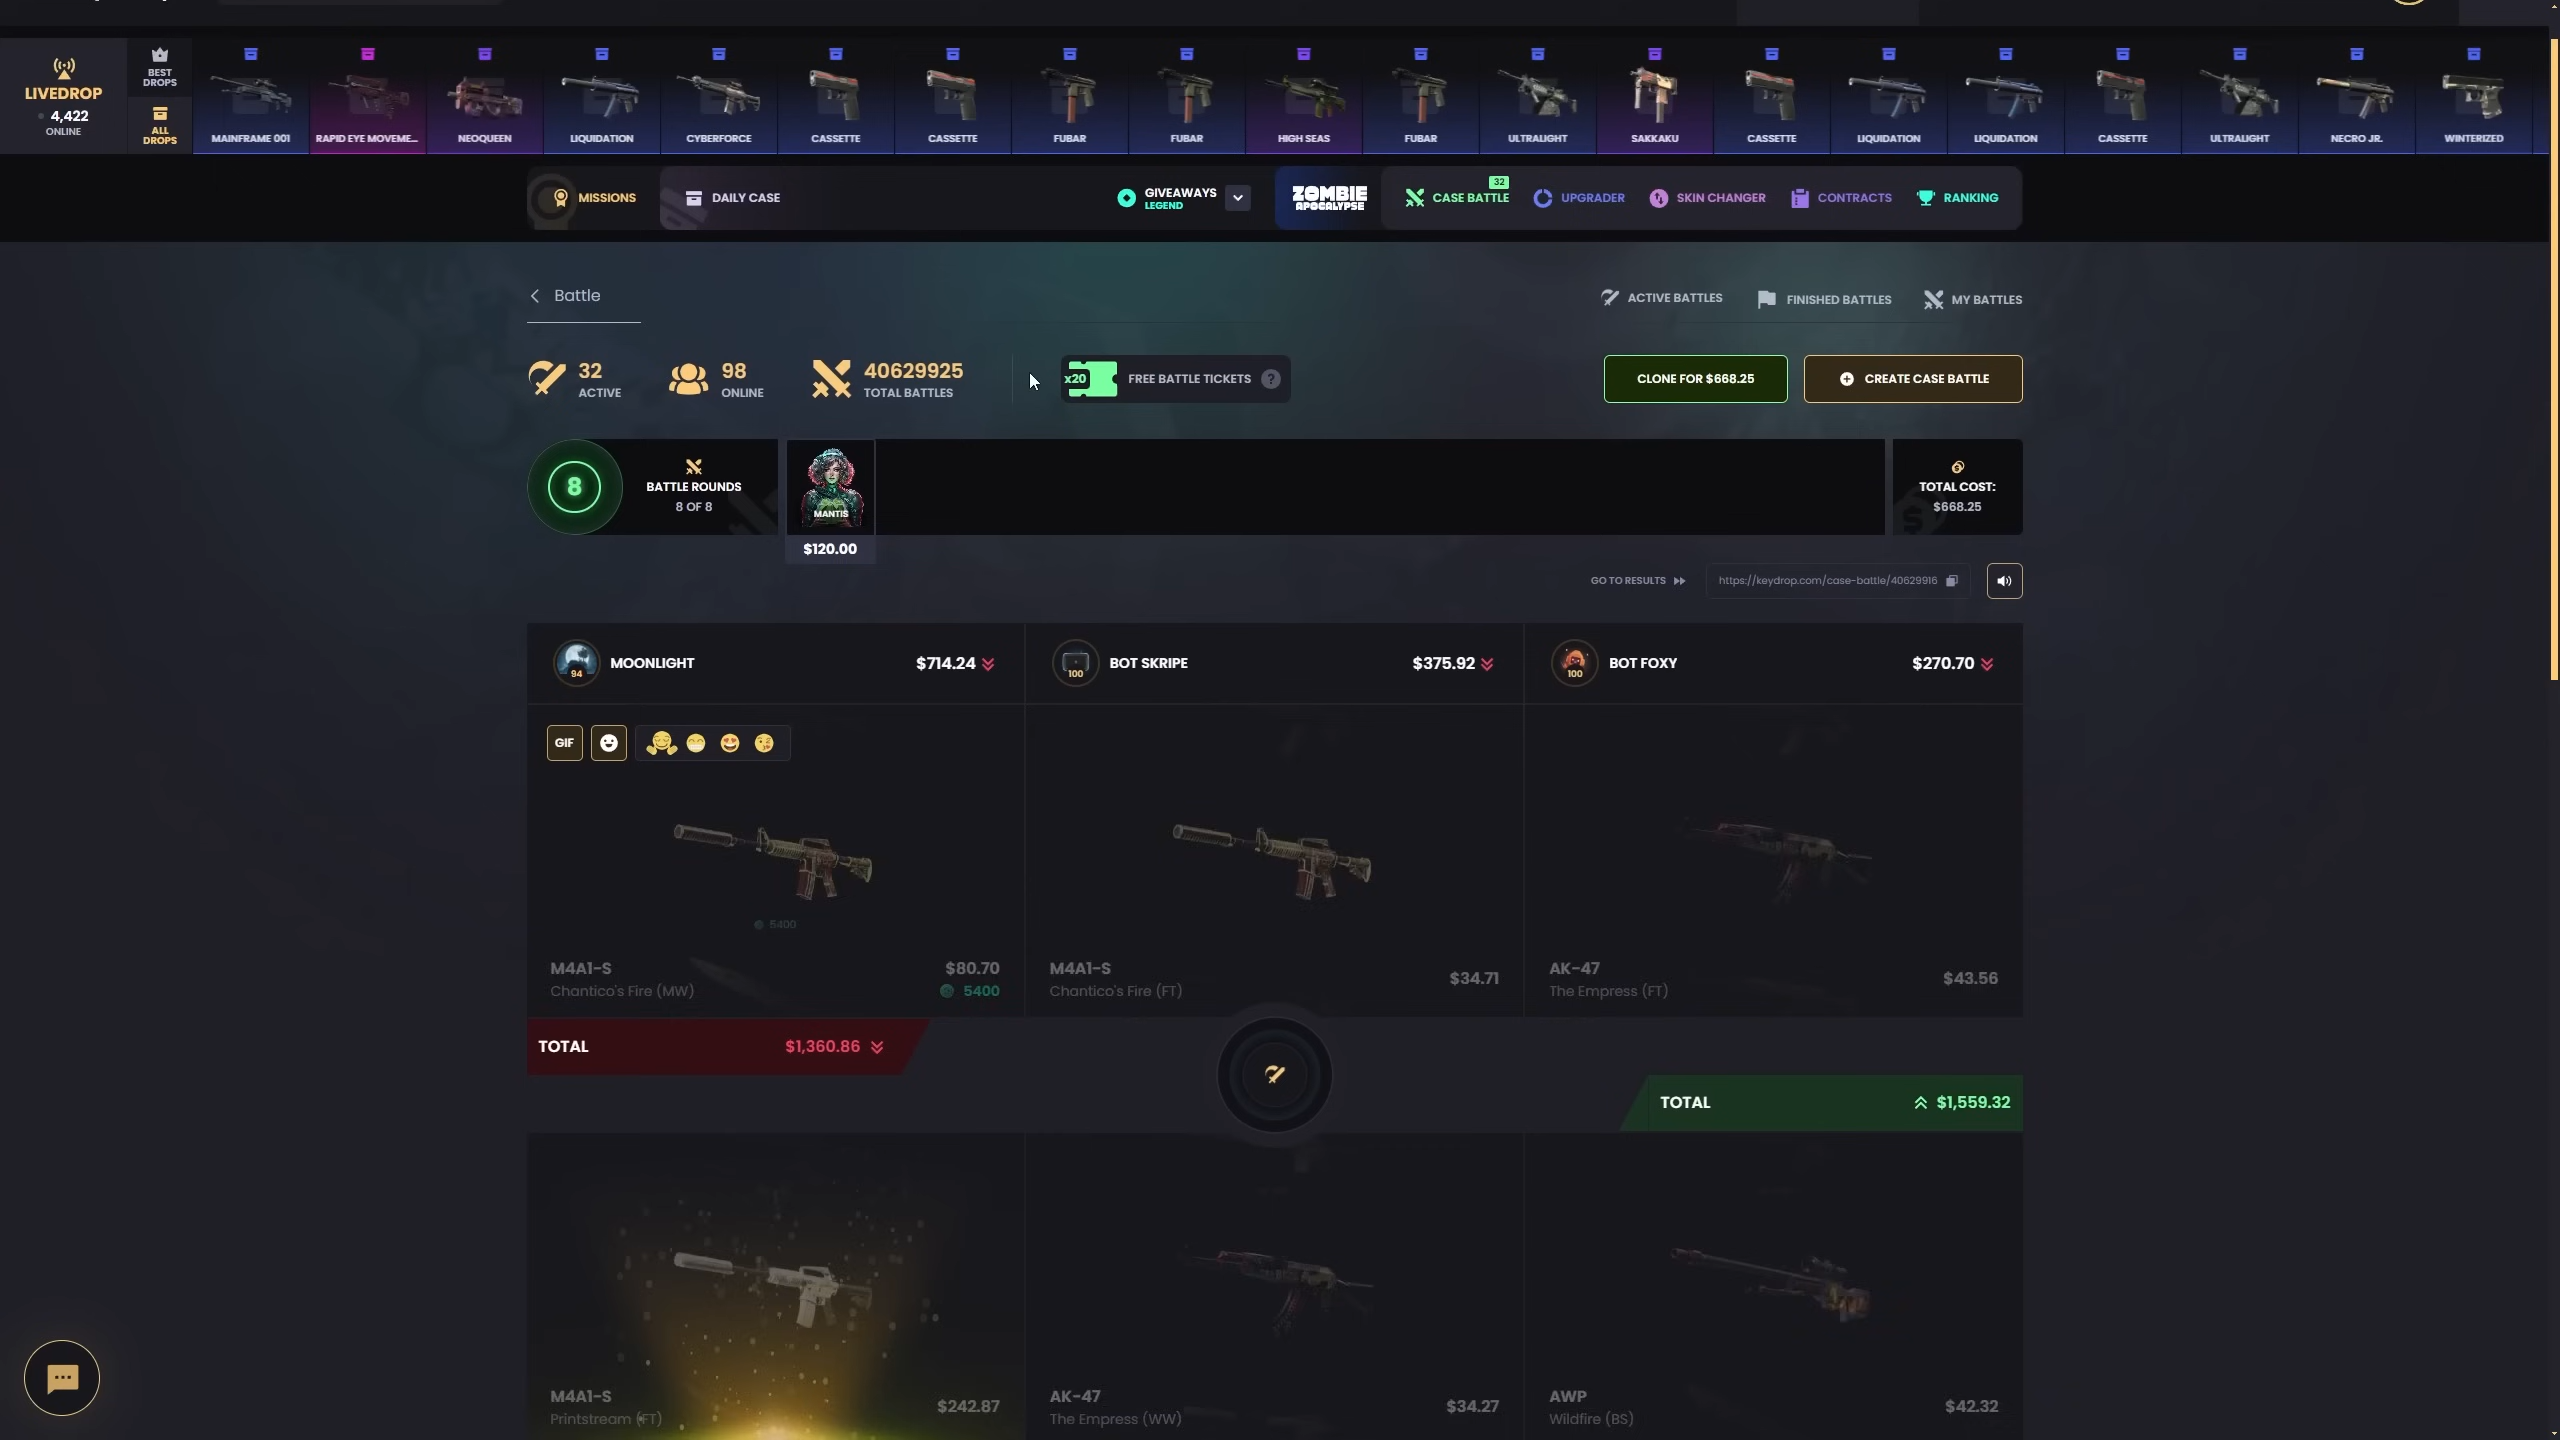 LIVEDROP
4,422
ONLINE
BEST
DROPS
ALL
DROPS
MAINFRAME 001
RAPID EYE MOVEME...
NEOQUEEN
LIQUIDATION
CYBERFORCE
CASSETTE
CASSETTE
FUBAR
FUBAR
HIGH SEAS
FUBAR
ULTRALIGHT
SAKKAKU
CASSETTE
LIQUIDATION
LIQUIDATION
CASSETTE
ULTRALIGHT
NECRO JR.
WINTERIZED
MISSIONS
DAILY CASE
GIVEAWAYS
LEGEND
ZOMBIE
APOCALYPSE
32
CASE BATTLE
UPGRADER
SKIN CHANGER
CONTRACTS
RANKING
Battle
ACTIVE BATTLES
FINISHED BATTLES
MY BATTLES
32
ACTIVE
98
ONLINE
40629925
TOTAL BATTLES
x20
FREE BATTLE TICKETS ?
CLONE FOR $668.25
CREATE CASE BATTLE
8
BATTLE ROUNDS
8 OF 8
MANTIS
$120.00
TOTAL COST:
$668.25
GO TO RESULTS
https://keydrop.com/case-battle/40629916
94
MOONLIGHT
$714.24
100
BOT SKRIPE
$375.92
100
BOT FOXY
$270.70
GIF
5400
M4A1-S
Chantico's Fire (MW)
$80.70
5400
M4A1-S
Chantico's Fire (FT)
$34.71
AK-47
The Empress (FT)
$43.56
TOTAL
$1,360.86
TOTAL
$1,559.32
M4A1-S
Printstream (FT)
$242.87
AK-47
The Empress (WW)
$34.27
AWP
Wildfire (BS)
$42.32